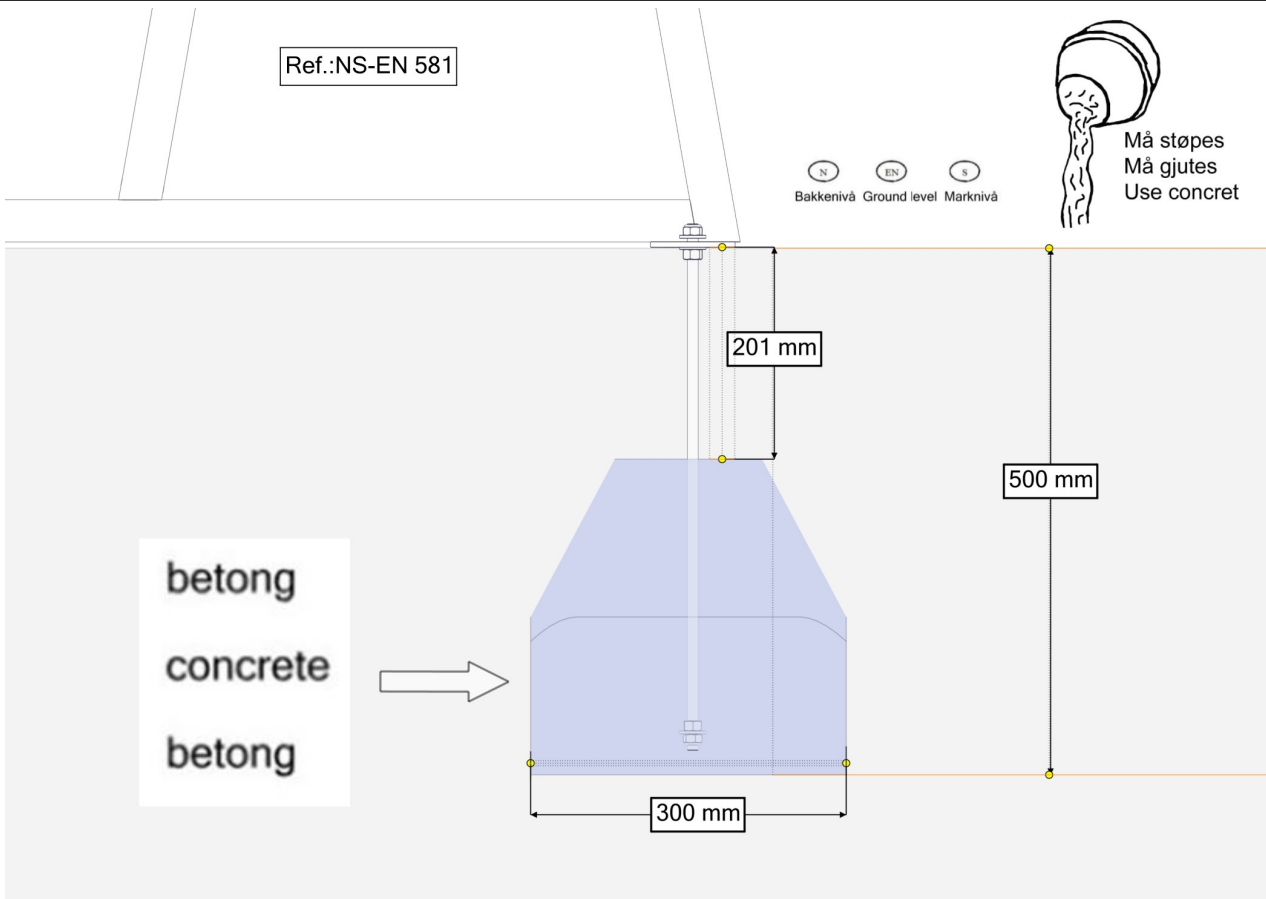 Ref.:NS-EN 581
Må støpes
Må gjutes
Use concret
N EN S
Bakkenivå Ground level Marknivå
201 mm
500 mm
betong
concrete
betong
300 mm